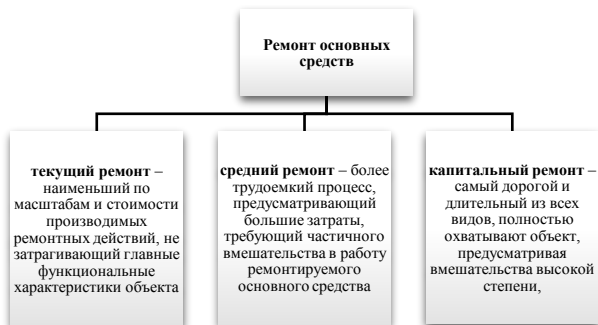 Ремонт основных
средств
текущий ремонт –
наименьший по
масштабам и стоимости
производимых
ремонтных действий, не
затрагивающий главные
функциональные
характеристики объекта
средний ремонт – более
трудоемкий процесс,
предусматривающий
большие затраты,
требующий частичного
вмешательства в работу
ремонтируемого
основного средства
капитальный ремонт –
самый дорогой и
длительный из всех
видов, полностью
охватывают объект,
предусматривая
вмешательства высокой
степени,